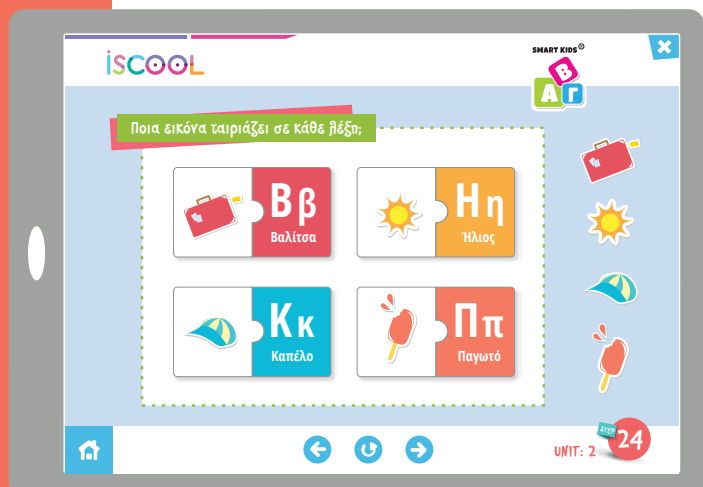 iSCOOL
SMART KIDS®
Β
Α Γ
Ποια εικόνα ταιριάζει σε κάθε λέξη;
Β β
Βαλίτσα
Η η
Ήλιος
Κ κ
Καπέλο
Π π
Παγωτό
STEP
24
UNIT: 2